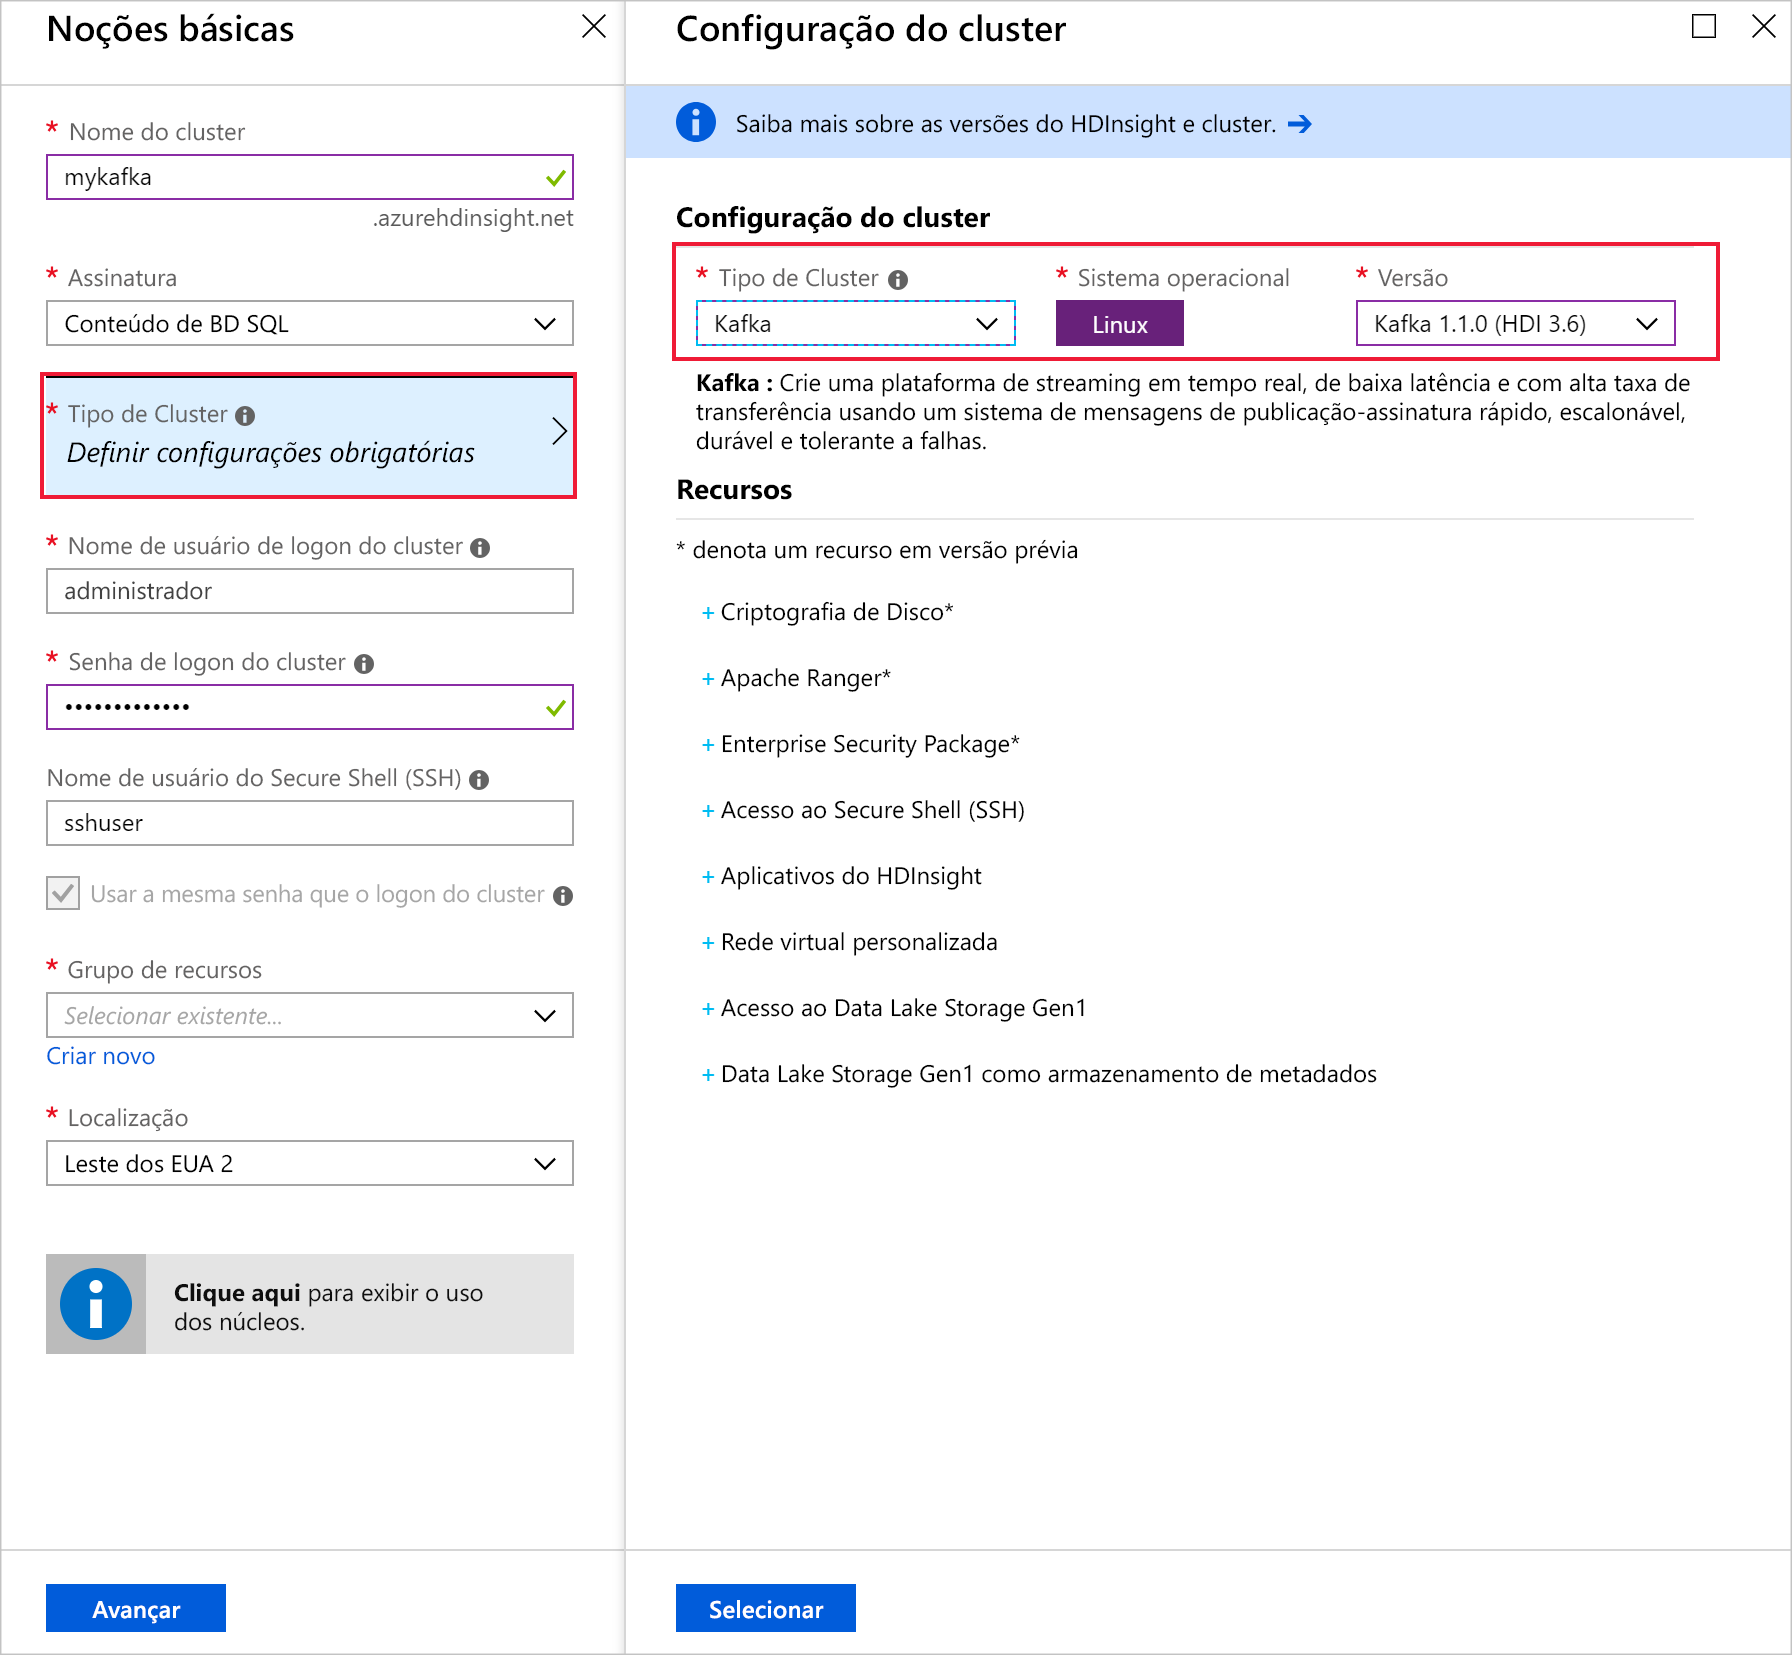 Noções básicas
* Nome do cluster
mykafka
.azurehdinsight.net
* Assinatura
Conteúdo de BD SQL
* Tipo de Cluster
Definir configurações obrigatórias
* Nome de usuário de logon do cluster
administrador
* Senha de logon do cluster
•••••••••••••
Nome de usuário do Secure Shell (SSH)
sshuser
Usar a mesma senha que o logon do cluster
* Grupo de recursos
Selecionar existente...
Criar novo
* Localização
Leste dos EUA 2
Clique aqui para exibir o uso
dos núcleos.
Avançar
Configuração do cluster
Saiba mais sobre as versões do HDInsight e cluster. →
Configuração do cluster
* Tipo de Cluster
Kafka
* Sistema operacional
Linux
* Versão
Kafka 1.1.0 (HDI 3.6)
Kafka : Crie uma plataforma de streaming em tempo real, de baixa latência e com alta taxa de
transferência usando um sistema de mensagens de publicação-assinatura rápido, escalonável,
durável e tolerante a falhas.
Recursos
* denota um recurso em versão prévia
+ Criptografia de Disco*
+ Apache Ranger*
+ Enterprise Security Package*
+ Acesso ao Secure Shell (SSH)
+ Aplicativos do HDInsight
+ Rede virtual personalizada
+ Acesso ao Data Lake Storage Gen1
+ Data Lake Storage Gen1 como armazenamento de metadados
Selecionar